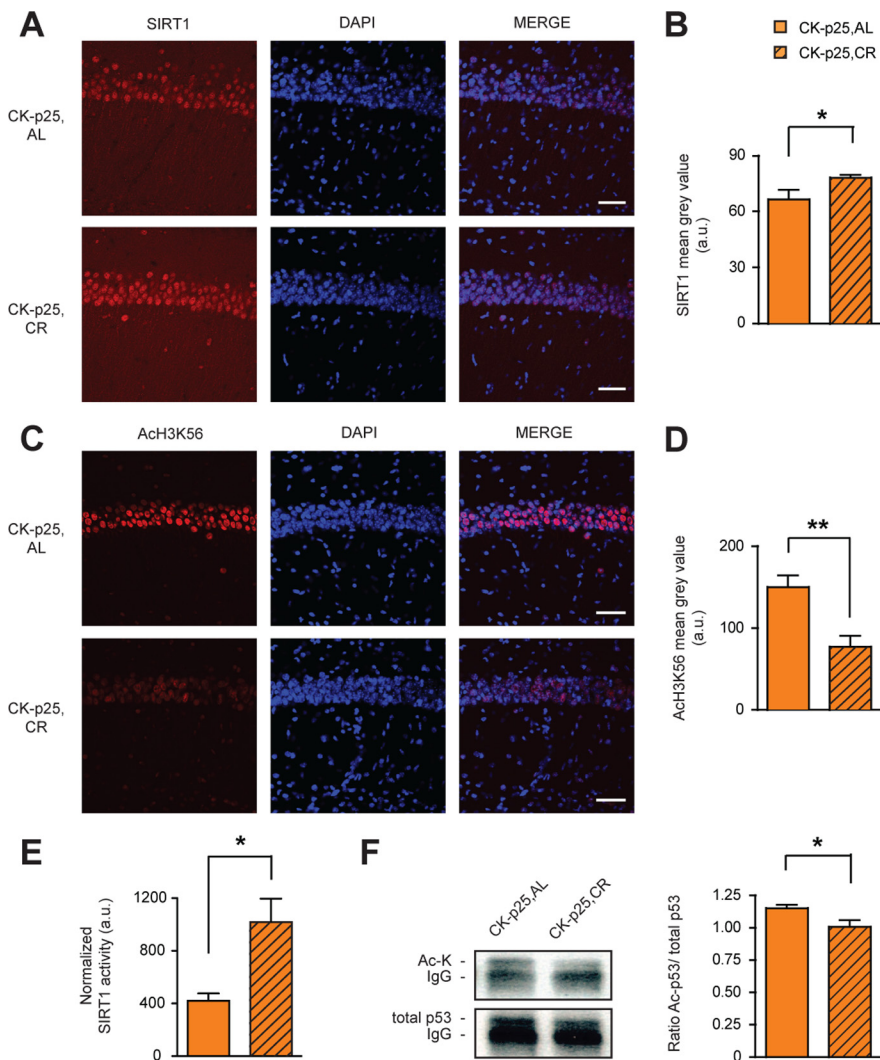 A
SIRT1
DAPI
MERGE
CK-p25,
AL
CK-p25,
CR
B
CK-p25,AL
CK-p25,CR
*
90
60
30
0
SIRT1 mean grey value
(a.u.)
C
AcH3K56
DAPI
MERGE
CK-p25,
AL
CK-p25,
CR
D
**
200
100
0
AcH3K56 mean grey value
(a.u.)
E
*
1200
800
400
0
Normalized
SIRT1 activity (a.u.)
F
CK-p25,AL
CK-p25,CR
Ac-K -
IgG -
total p53 -
IgG -
*
1.25
1.00
0.75
0.50
0.25
0.00
Ratio Ac-p53/ total p53